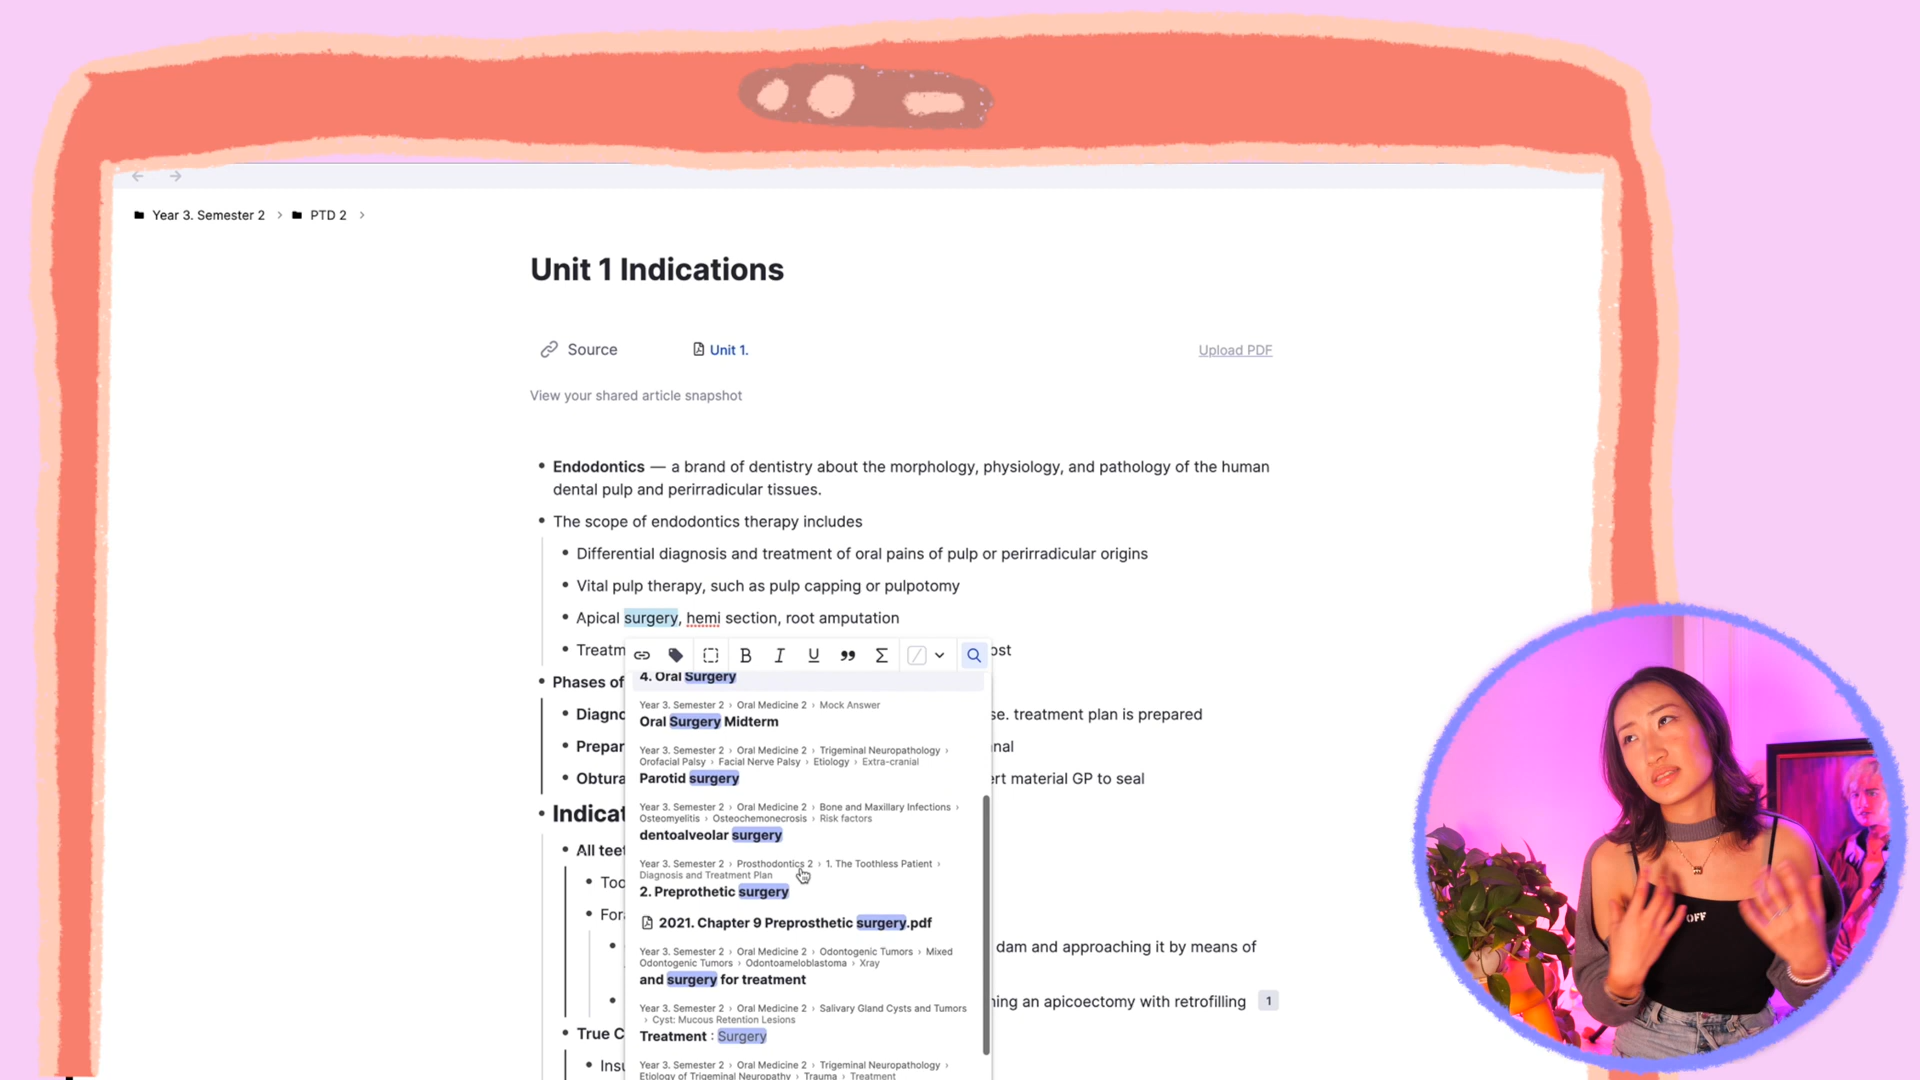 Year 3. Semester 2 > PTD 2 >
Unit 1 Indications
Source Unit 1. Upload PDF
View your shared article snapshot
• Endodontics — a brand of dentistry about the morphology, physiology, and pathology of the human
dental pulp and perirradicular tissues.
• The scope of endodontics therapy includes
• Differential diagnosis and treatment of oral pains of pulp or perirradicular origins
• Vital pulp therapy, such as pulp capping or pulpotomy
• Apical surgery, hemi section, root amputation
• Treatm
ost
B I U
• Phases of
4. Oral Surgery
Year 3. Semester 2 › Oral Medicine 2 › Mock Answer
• Diagno
Oral Surgery Midterm
se. treatment plan is prepared
• Prepar
nal
Year 3. Semester 2 › Oral Medicine 2 › Trigeminal Neuropathology ›
Orofacial Palsy › Facial Nerve Palsy › Etiology › Extra-cranial
• Obtura
Parotid surgery
ert material GP to seal
• Indicat
Year 3. Semester 2 › Oral Medicine 2 › Bone and Maxillary Infections ›
Osteomyelitis › Osteochemonecrosis › Risk factors
dentoalveolar surgery
• All teet
Year 3. Semester 2 › Prosthodontics 2 › 1. The Toothless Patient ›
Diagnosis and Treatment Plan
• Too
2. Preprothetic surgery
• For
2021. Chapter 9 Preprosthetic surgery.pdf
dam and approaching it by means of
Year 3. Semester 2 › Oral Medicine 2 › Odontogenic Tumors › Mixed
Odontogenic Tumors › Odontoameloblastoma › Xray
and surgery for treatment
ning an apicoectomy with retrofilling 1
Year 3. Semester 2 › Oral Medicine 2 › Salivary Gland Cysts and Tumors
› Cyst: Mucous Retention Lesions
• True C
Treatment : Surgery
• Insu
Year 3. Semester 2 › Oral Medicine 2 › Trigeminal Neuropathology ›
Etiology of Trigeminal Neuropathy › Trauma › Treatment
OFF